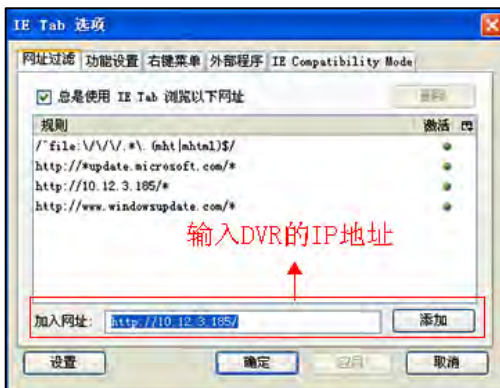 IE Tab 选项
网址过滤 功能设置 右键菜单 外部程序 IE Compatibility Mode
总是使用 IE Tab 浏览以下网址 删除
规则 激活
/^file:\/\/\/.*\.(mht|mhtml)$/
http://*update.microsoft.com/*
http://10.12.3.185/*
http://www.windowsupdate.com/*
输入DVR的IP地址
加入网址: http://10.12.3.185/ 添加
设置 确定 应用 取消